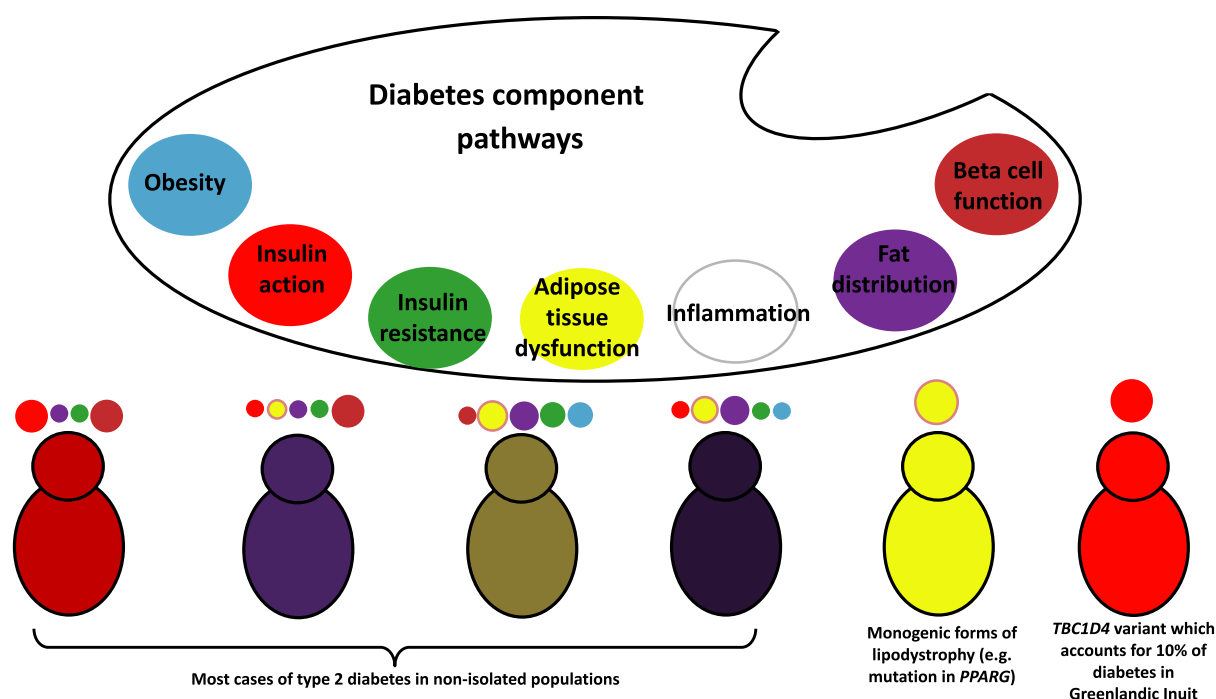 Diabetes component
pathways
Obesity
Insulin
action
Insulin
resistance
Adipose
tissue
dysfunction
Inflammation
Fat
distribution
Beta cell
function
Most cases of type 2 diabetes in non-isolated populations
Monogenic forms of
lipodystrophy (e.g.
mutation in PPARG)
TBC1D4 variant which
accounts for 10% of
diabetes in
Greenlandic Inuit